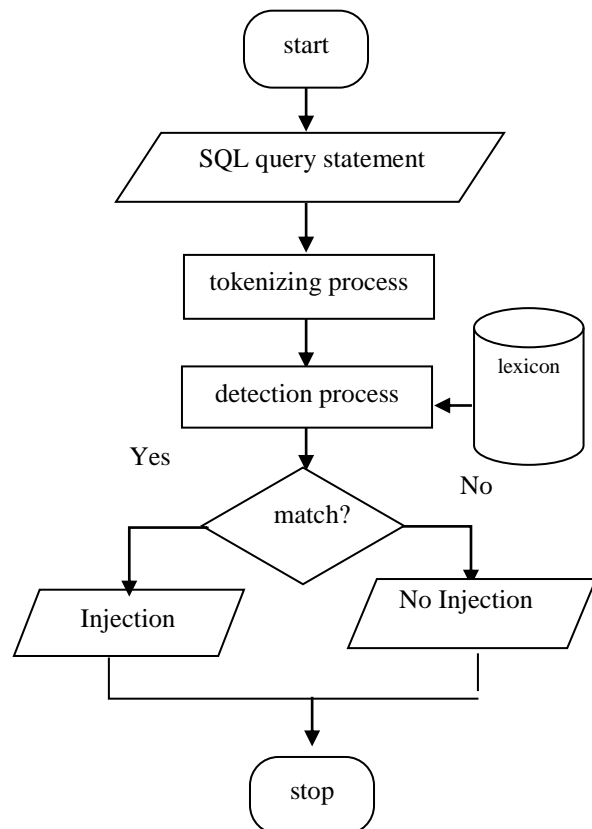 start
SQL query statement
tokenizing process
lexicon
detection process
Yes
No
match?
Injection
No Injection
stop